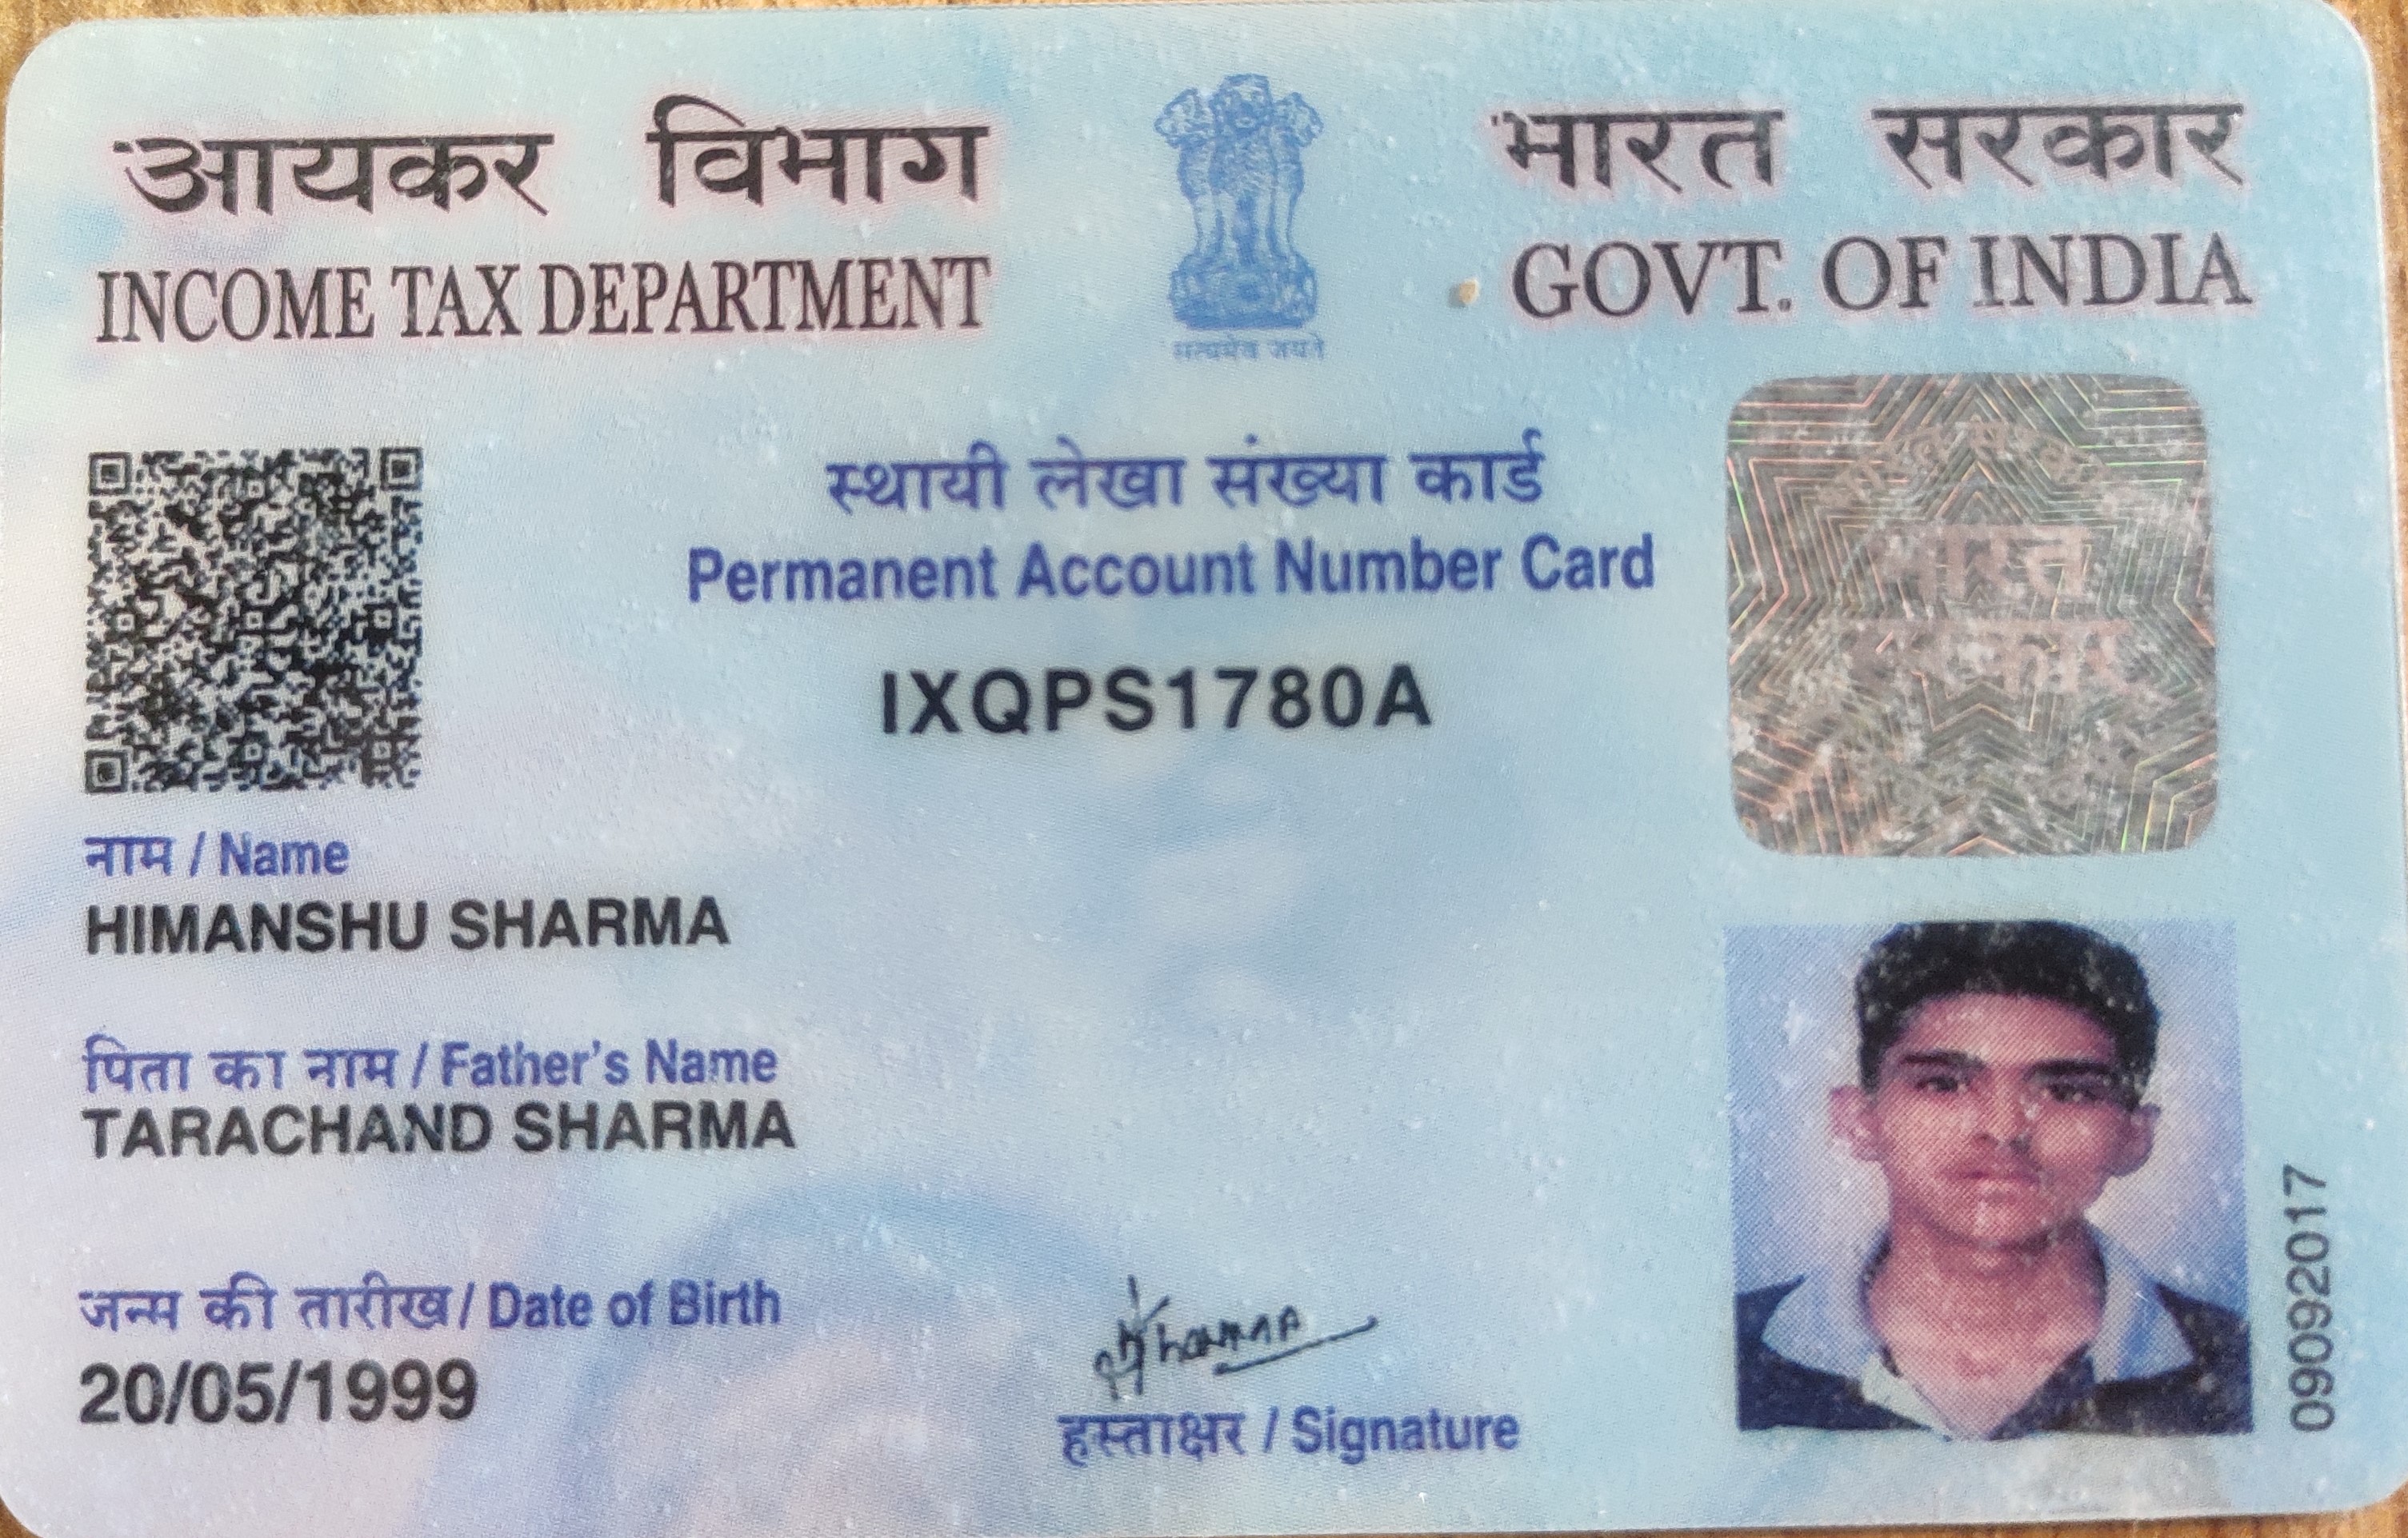 आयकर विभाग
INCOME TAX DEPARTMENT
सत्यमेव जयते
भारत सरकार
GOVT. OF INDIA
स्थायी लेखा संख्या कार्ड
Permanent Account Number Card
IXQPS1780A
नाम / Name
HIMANSHU SHARMA
पिता का नाम / Father's Name
TARACHAND SHARMA
जन्म की तारीख / Date of Birth
20/05/1999
हस्ताक्षर / Signature
09092017